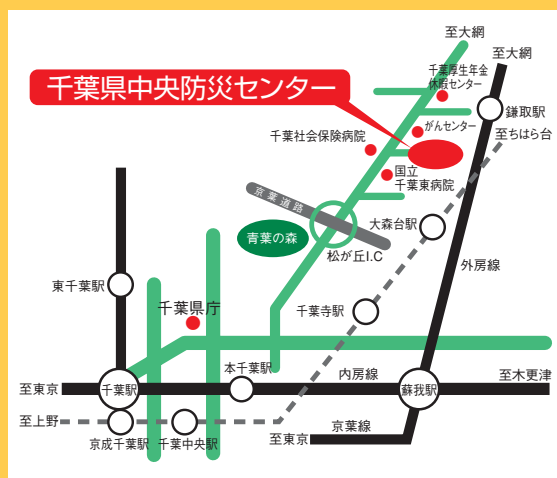 至大網
至大網
千葉厚生年金
休暇センター
千葉県中央防災センター
鎌取駅
がんセンター
至ちはら台
千葉社会保険病院
国立
千葉東病院
京葉道路
大森台駅
青葉の森
松が丘I.C
外房線
東千葉駅
千葉県庁
千葉寺駅
本千葉駅
内房線
至東京
千葉駅
蘇我駅
至木更津
至上野
京葉線
京成千葉駅
千葉中央駅
至東京